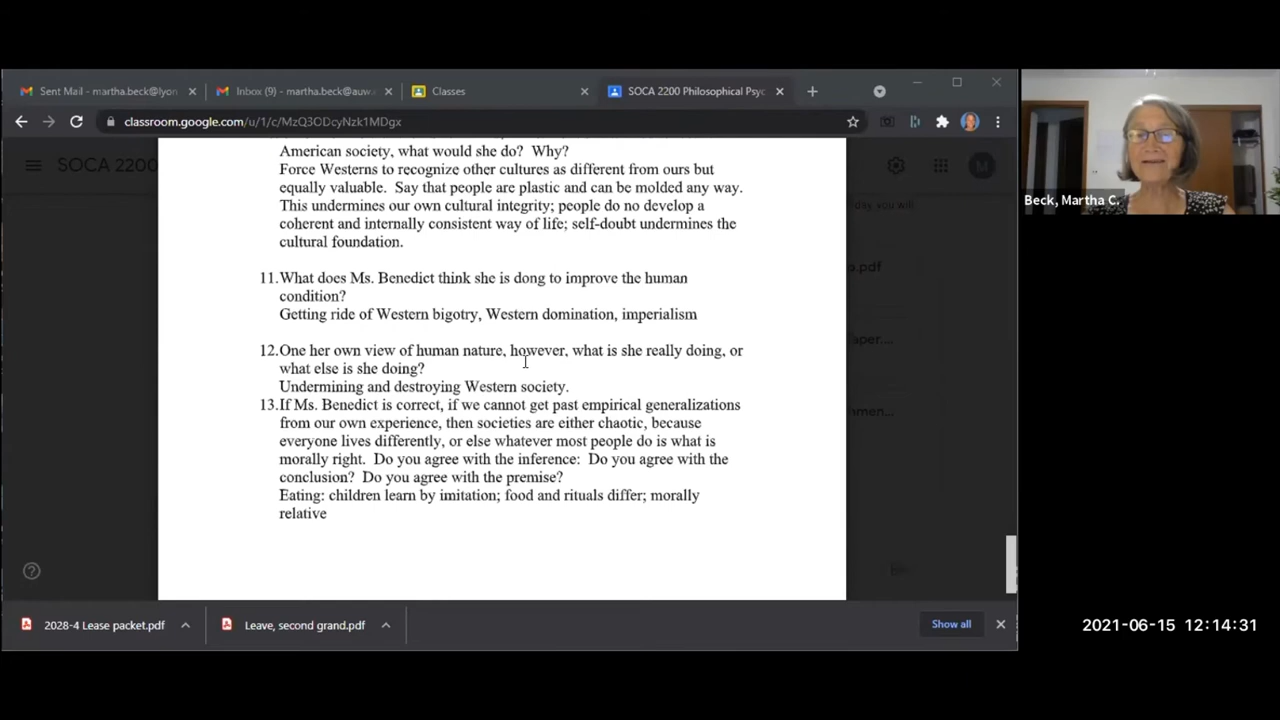 Sent Mail - martha.beck@lyon
Inbox (9) - martha.beck@auw
Classes
SOCA 2200 Philosophical Psyc
classroom.google.com/u/1/c/MzQ3ODcyNzk1MDgx
SOCA 2200
American society, what would she do? Why?
Force Westerns to recognize other cultures as different from ours but
equally valuable. Say that people are plastic and can be molded any way.
This undermines our own cultural integrity; people do no develop a
coherent and internally consistent way of life; self-doubt undermines the
cultural foundation.
11. What does Ms. Benedict think she is dong to improve the human
condition?
Getting ride of Western bigotry, Western domination, imperialism
12. One her own view of human nature, however, what is she really doing, or
what else is she doing?
Undermining and destroying Western society.
13. If Ms. Benedict is correct, if we cannot get past empirical generalizations
from our own experience, then societies are either chaotic, because
everyone lives differently, or else whatever most people do is what is
morally right. Do you agree with the inference: Do you agree with the
conclusion? Do you agree with the premise?
Eating: children learn by imitation; food and rituals differ; morally
relative
day, you will
.pdf
aper....
nmen...
M
2028-4 Lease packet.pdf
Leave, second grand.pdf
Show all
Beck, Martha C.
2021-06-15 12:14:31